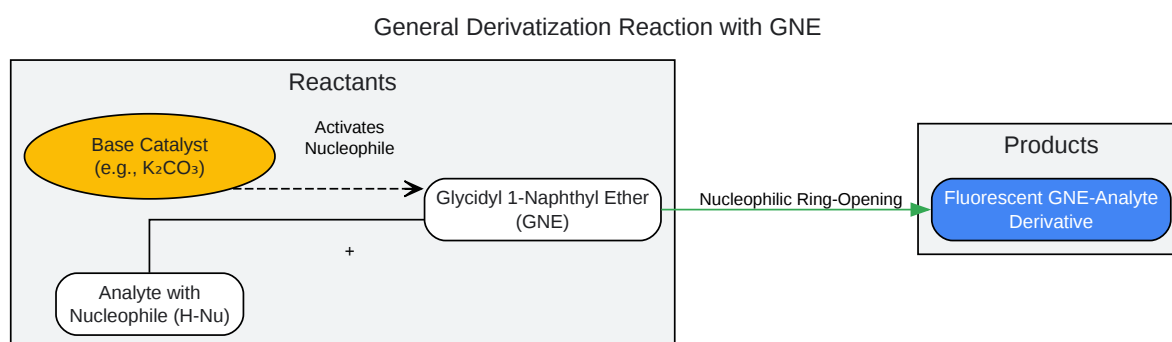 General Derivatization Reaction with GNE
Reactants
Base Catalyst
(e.g., K₂CO₃)
Activates
Nucleophile
Glycidyl 1-Naphthyl Ether
(GNE)
+
Analyte with
Nucleophile (H-Nu)
Nucleophilic Ring-Opening
Products
Fluorescent GNE-Analyte
Derivative